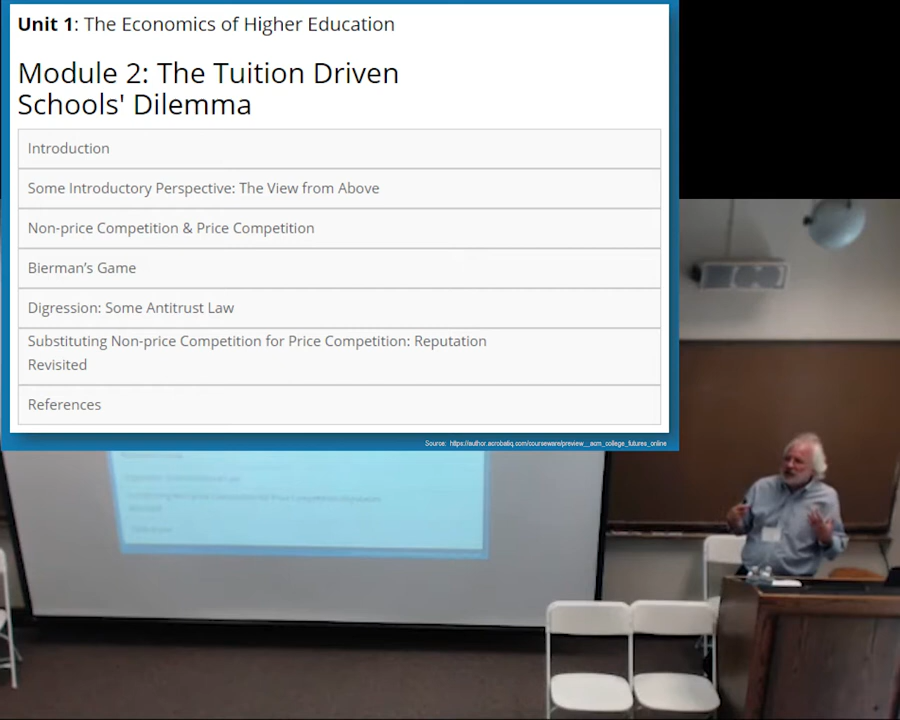 Unit 1: The Economics of Higher Education
Module 2: The Tuition Driven
Schools' Dilemma
Introduction
Some Introductory Perspective: The View from Above
Non-price Competition & Price Competition
Bierman's Game
Digression: Some Antitrust Law
Substituting Non-price Competition for Price Competition: Reputation
Revisited
References
Source: https://author.acrobatiq.com/courseware/preview__acm_college_futures_online